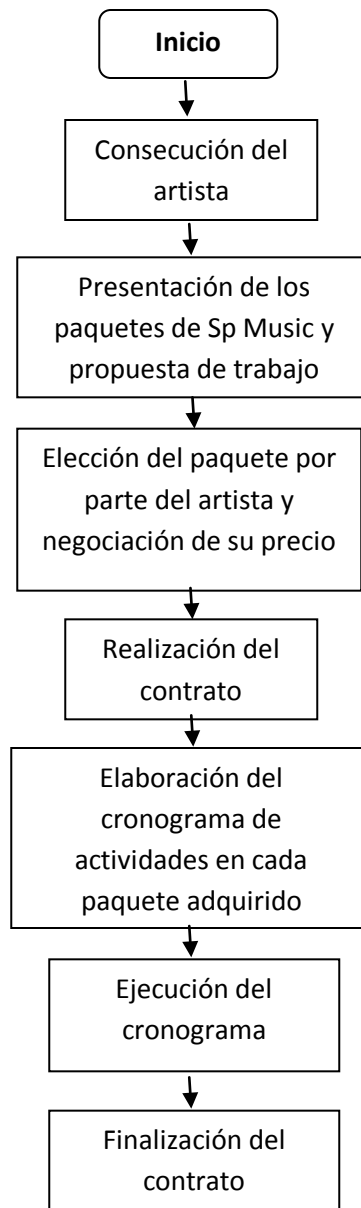 Inicio
Consecución del
artista
Presentación de los
paquetes de Sp Music y
propuesta de trabajo
Elección del paquete por
parte del artista y
negociación de su precio
Realización del
contrato
Elaboración del
cronograma de
actividades en cada
paquete adquirido
Ejecución del
cronograma
Finalización del
contrato